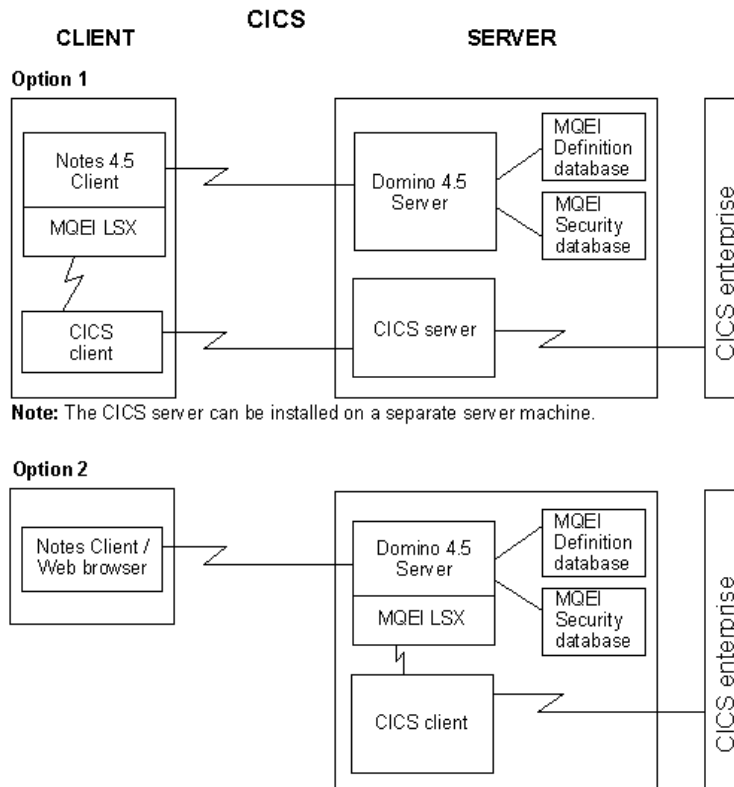 CICS
CLIENT
SERVER
Option 1
Notes 4.5
Client
MQEI LSX
CICS
client
Domino 4.5
Server
MQEI
Definition
database
MQEI
Security
database
CICS server
CICS enterprise
Note: The CICS server can be installed on a separate server machine.
Option 2
Notes Client /
Web browser
Domino 4.5
Server
MQEI LSX
MQEI
Definition
database
MQEI
Security
database
CICS client
CICS enterprise